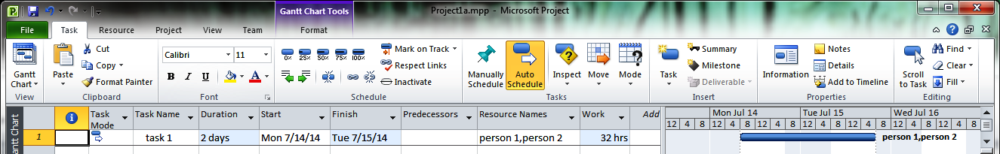 Gantt Chart Tools
Project1a.mpp - Microsoft Project
File Task Resource Project View Team Format
Gantt Chart
View
Paste
Cut
Copy
Format Painter
Clipboard
Calibri 11
B I U A
Font
0% 25% 50% 75% 100%
Mark on Track
Respect Links
Inactivate
Schedule
Manually Schedule
Auto Schedule
Inspect
Move
Mode
Tasks
Task
Summary
Milestone
Deliverable
Insert
Information
Notes
Details
Add to Timeline
Properties
Scroll to Task
Find
Clear
Fill
Editing
Task Mode Task Name Duration Start Finish Predecessors Resource Names Work Add
Mon Jul 14 Tue Jul 15 Wed Jul 16
12 4 8 12 4 8 12 4 8 12 4 8 12 4 8 12 4 8
1 task 1 2 days Mon 7/14/14 Tue 7/15/14 person 1,person 2 32 hrs
person 1,person 2